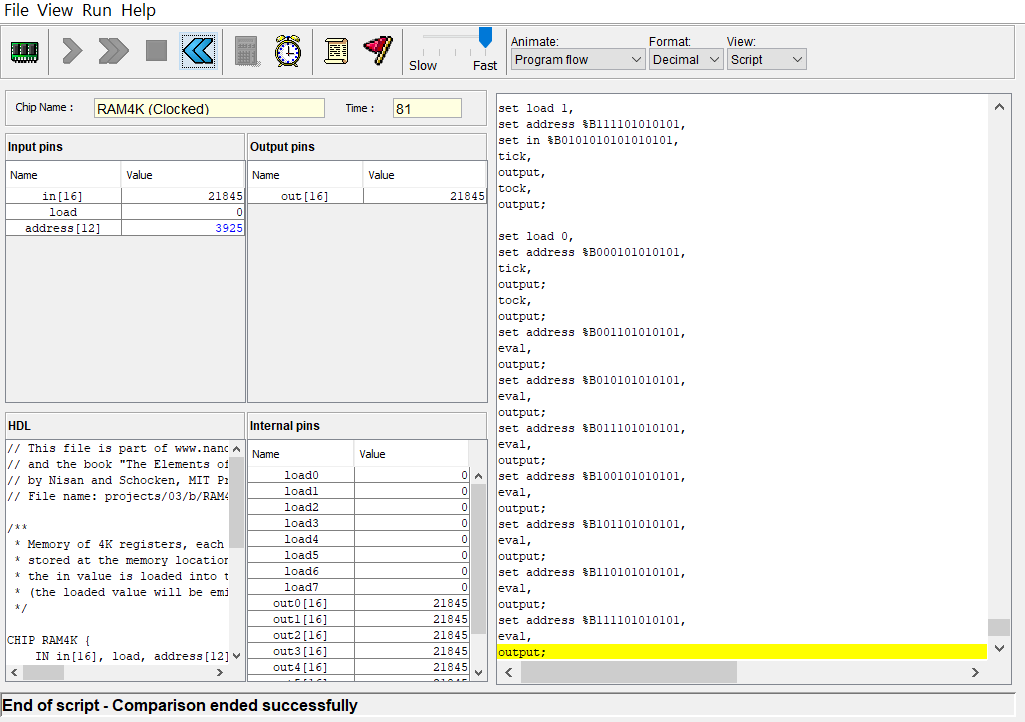 File View Run Help
Slow Fast
Animate: Format: View:
Program flow Decimal Script
Chip Name : RAM4K (Clocked) Time : 81
Input pins
Name Value
in[16] 21845
load 0
address[12] 3925
Output pins
Name Value
out[16] 21845
HDL
// This file is part of www.nand
// and the book "The Elements of
// by Nisan and Schocken, MIT Pr
// File name: projects/03/b/RAM4
/**
* Memory of 4K registers, each
* stored at the memory location
* the in value is loaded into t
* (the loaded value will be emi
*/
CHIP RAM4K {
IN in[16], load, address[12]
Internal pins
Name Value
load0 0
load1 0
load2 0
load3 0
load4 0
load5 0
load6 0
load7 0
out0[16] 21845
out1[16] 21845
out2[16] 21845
out3[16] 21845
out4[16] 21845
set load 1,
set address %B111101010101,
set in %B0101010101010101,
tick,
output,
tock,
output;
set load 0,
set address %B000101010101,
tick,
output;
tock,
output;
set address %B001101010101,
eval,
output;
set address %B010101010101,
eval,
output;
set address %B011101010101,
eval,
output;
set address %B100101010101,
eval,
output;
set address %B101101010101,
eval,
output;
set address %B110101010101,
eval,
output;
set address %B111101010101,
eval,
output;
End of script - Comparison ended successfully